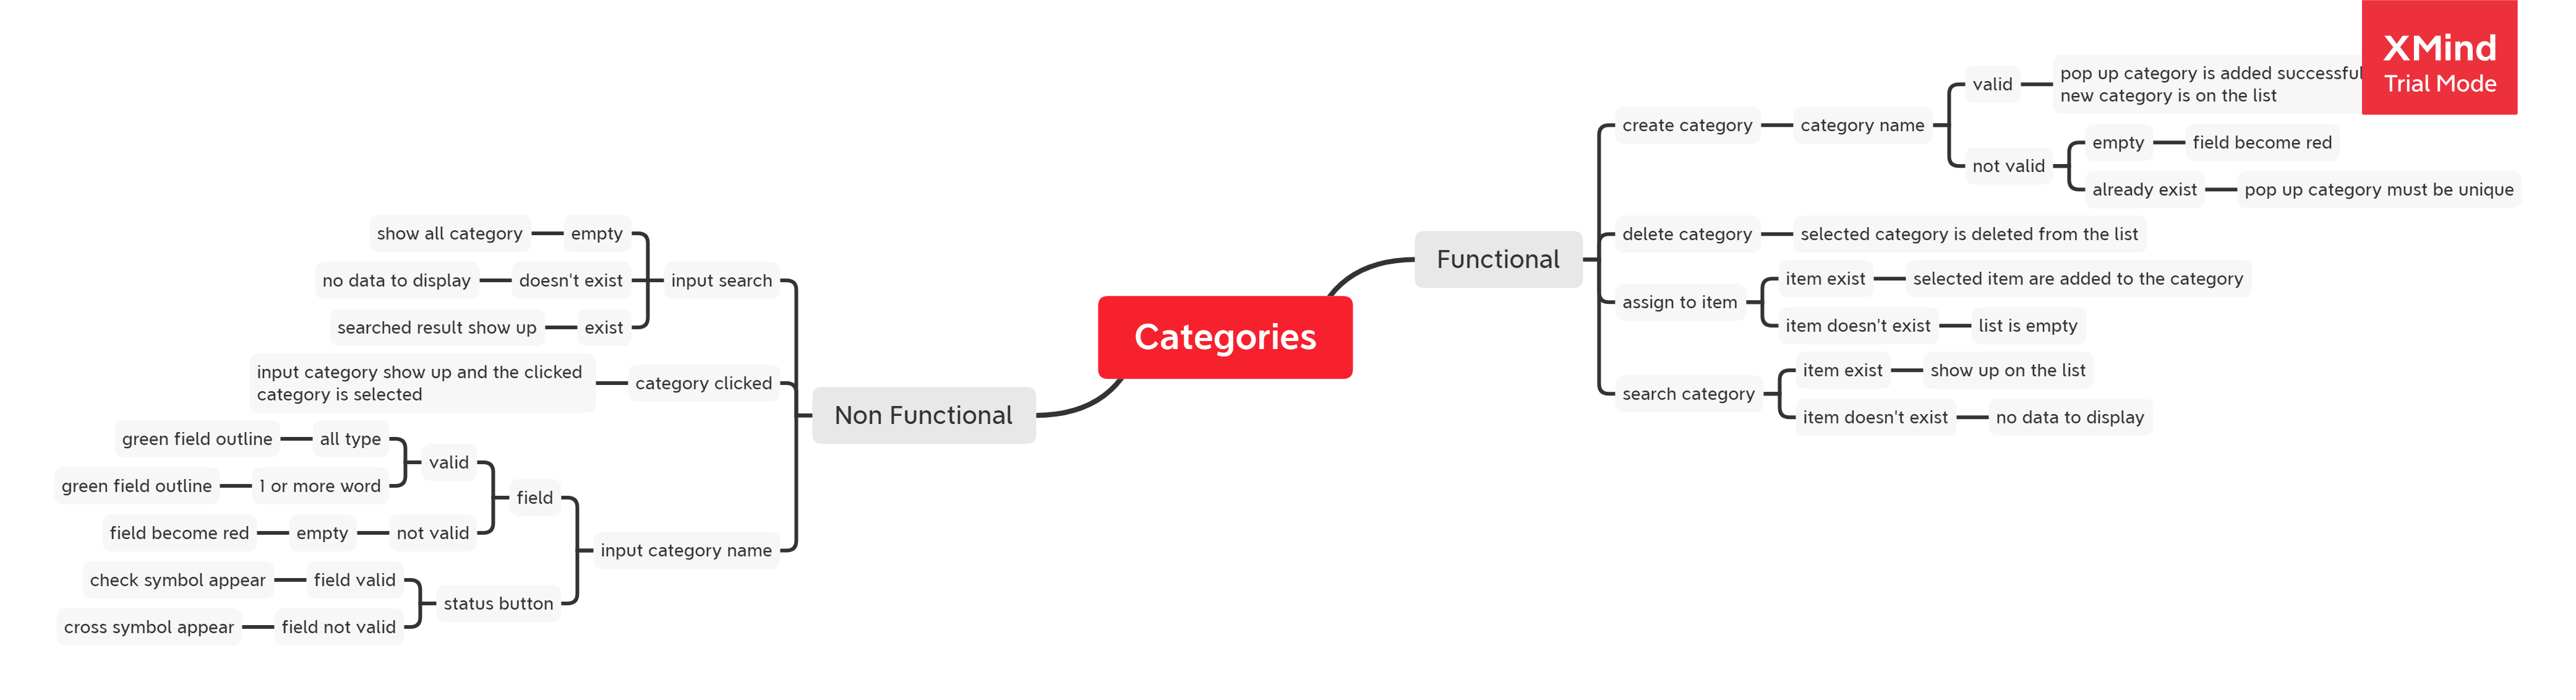 XMind
Trial Mode
Categories
Functional
create category
category name
valid
pop up category is added successful
new category is on the list
not valid
empty
field become red
already exist
pop up category must be unique
delete category
selected category is deleted from the list
assign to item
item exist
selected item are added to the category
item doesn't exist
list is empty
search category
item exist
show up on the list
item doesn't exist
no data to display
Non Functional
input search
empty
show all category
doesn't exist
no data to display
exist
searched result show up
category clicked
input category show up and the clicked
category is selected
input category name
field
valid
all type
green field outline
1 or more word
green field outline
not valid
empty
field become red
status button
field valid
check symbol appear
field not valid
cross symbol appear